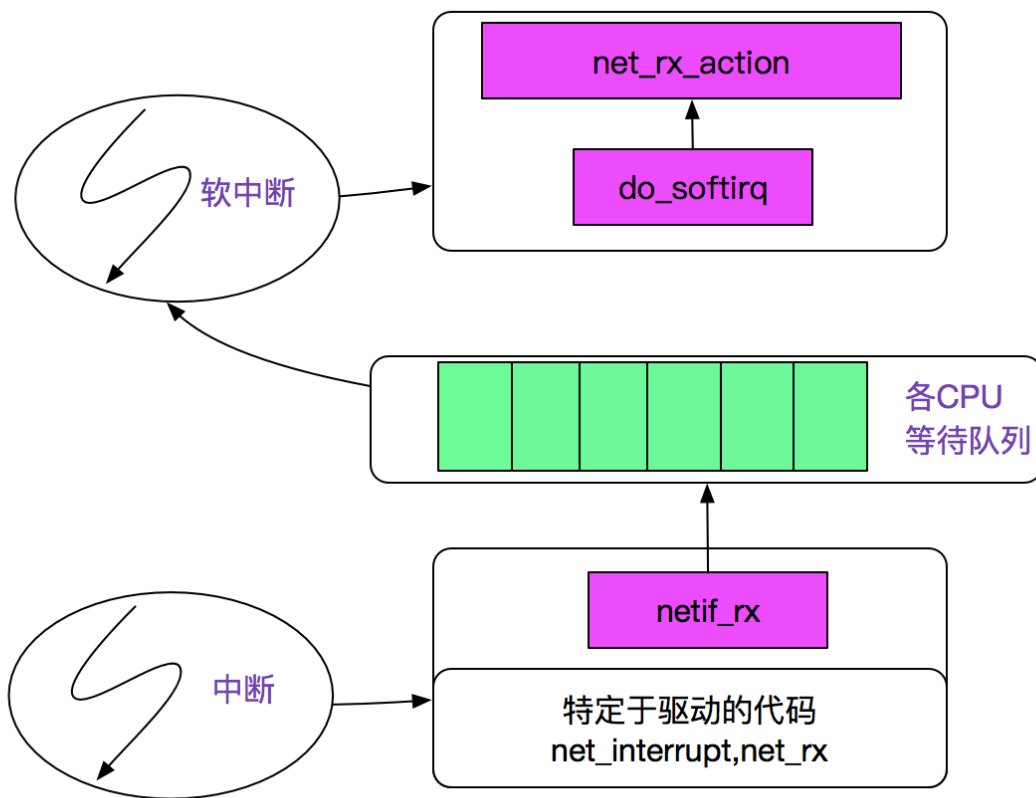 net_rx_action
软中断
do_softirq
各CPU
等待队列
netif_rx
中断
特定于驱动的代码
net_interrupt,net_rx